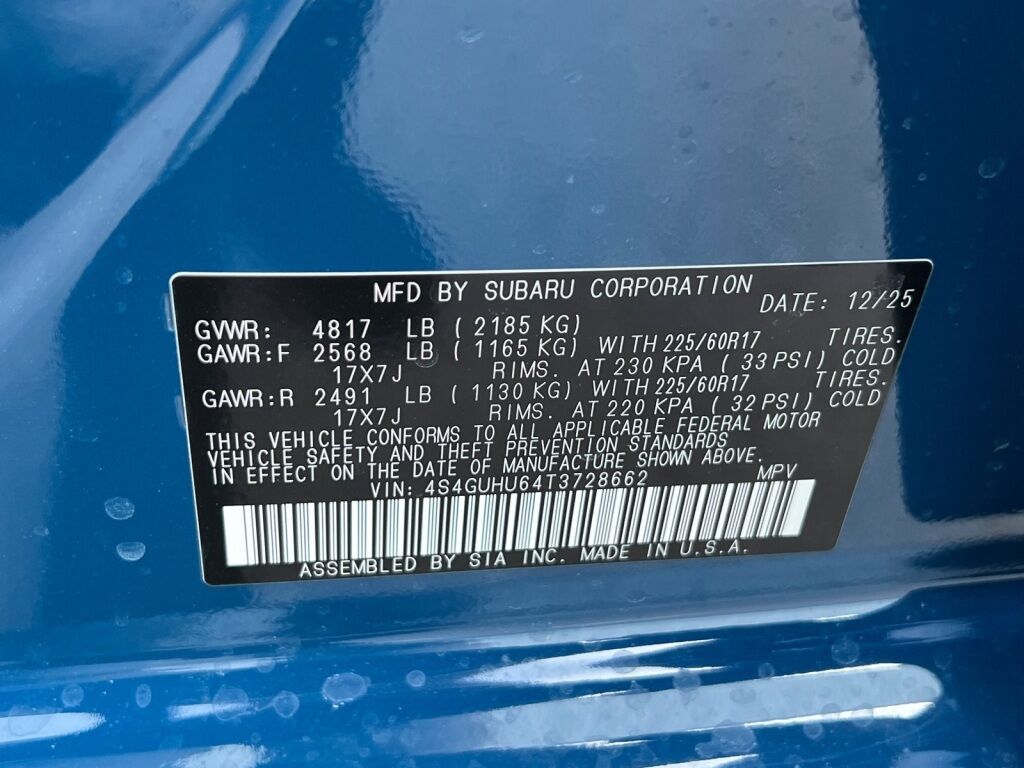 MFD BY SUBARU CORPORATION DATE: 12/25
GVWR: 4817 LB ( 2185 KG)
GAWR:F 2568 LB ( 1165 KG) WITH 225/60R17 TIRES.
17X7J RIMS. AT 230 KPA ( 33 PSI) COLD
GAWR:R 2491 LB ( 1130 KG) WITH 225/60R17 TIRES.
17X7J RIMS. AT 220 KPA ( 32 PSI) COLD
THIS VEHICLE CONFORMS TO ALL APPLICABLE FEDERAL MOTOR
VEHICLE SAFETY AND THEFT PREVENTION STANDARDS
IN EFFECT ON THE DATE OF MANUFACTURE SHOWN ABOVE.
VIN: 4S4GUHU64T3728662 MPV
ASSEMBLED BY SIA INC. MADE IN U.S.A.